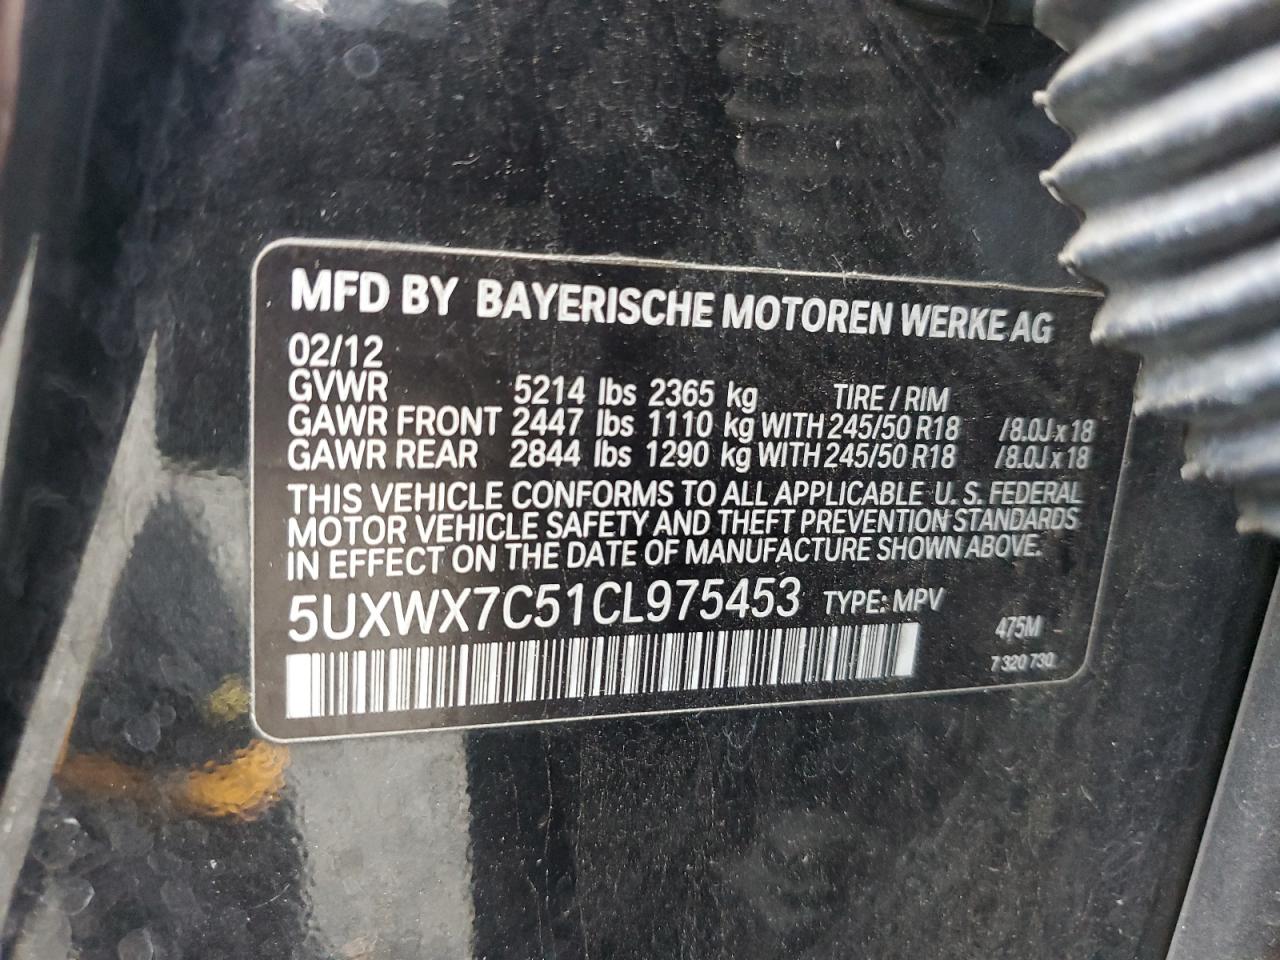 MFD BY BAYERISCHE MOTOREN WERKE AG
02/12
GVWR 5214 lbs 2365 kg TIRE / RIM
GAWR FRONT 2447 lbs 1110 kg WITH 245/50 R18 /8.0J x 18
GAWR REAR 2844 lbs 1290 kg WITH 245/50 R18 /8.0J x 18
THIS VEHICLE CONFORMS TO ALL APPLICABLE U. S. FEDERAL
MOTOR VEHICLE SAFETY AND THEFT PREVENTION STANDARDS
IN EFFECT ON THE DATE OF MANUFACTURE SHOWN ABOVE.
5UXWX7C51CL975453 TYPE: MPV
475M
7 320 730